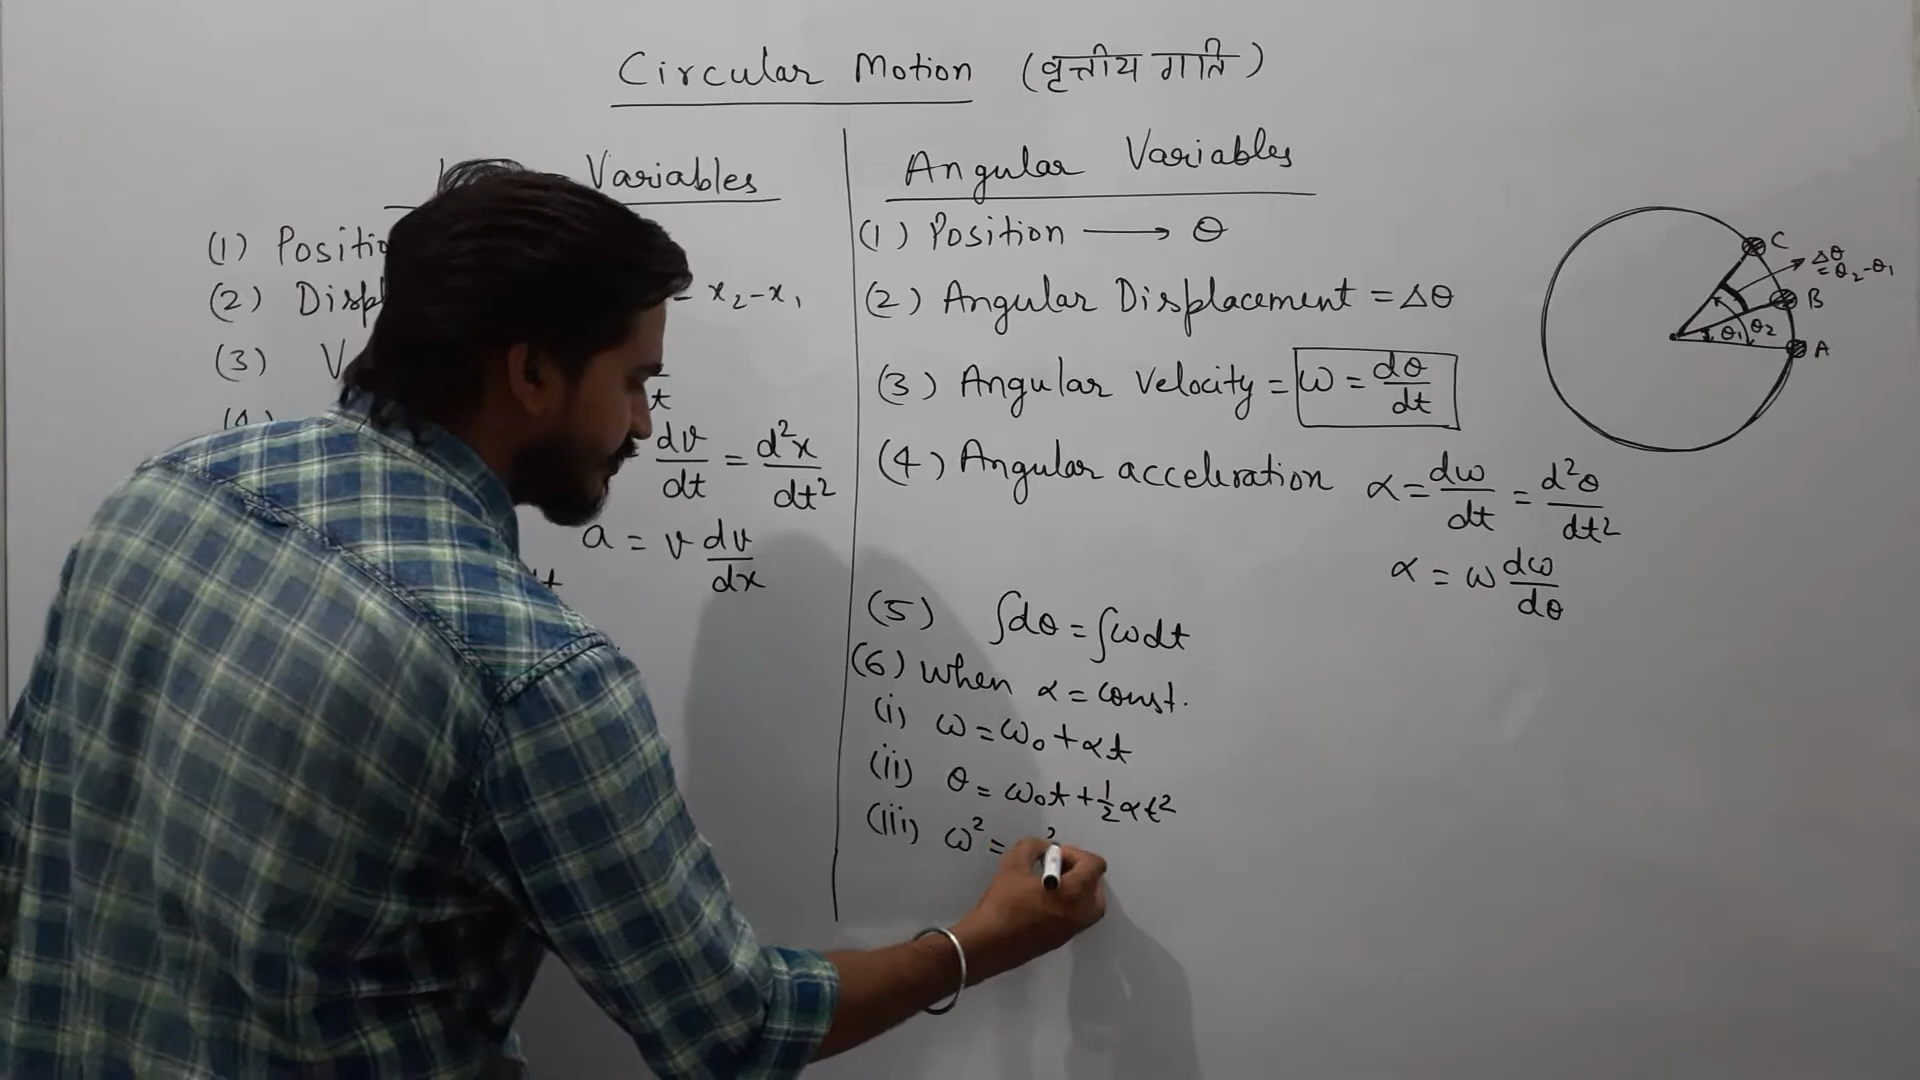 Circular Motion (वृत्तीय गति)
Variables
(1) Positio
(2) Displ = x₂-x₁
(3) V
t
dv/dt = d²x/dt²
a = v dv/dx
Angular Variables
(1) Position ⟶ θ
(2) Angular Displacement = Δθ
(3) Angular Velocity = ω = dθ/dt
(4) Angular acceleration α = dω/dt = d²θ/dt²
α = ω dω/dθ
(5) ∫dθ = ∫ωdt
(6) When α = const.
(i) ω = ω₀ + αt
(ii) θ = ω₀t + ½αt²
(iii) ω² =
C
Δθ
= θ₂-θ₁
B
θ₁ θ₂
A